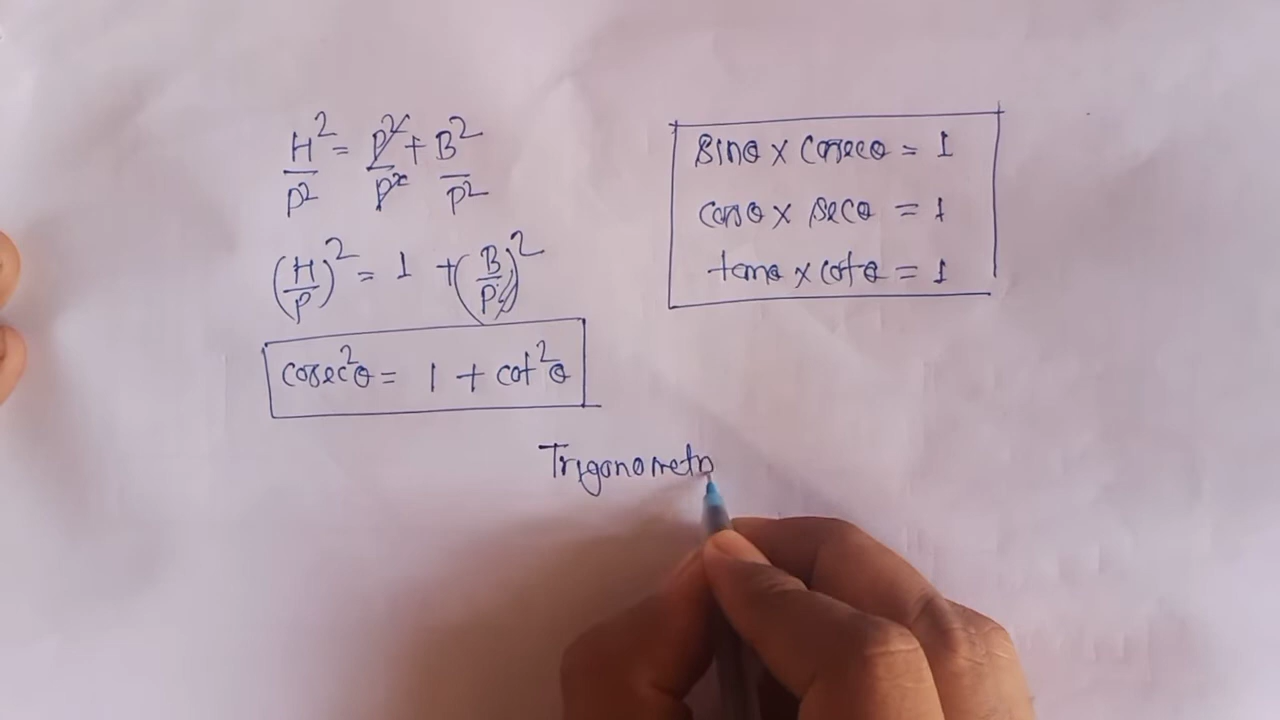 H² = P² + B²
P² P² P²
(H/P)² = 1 + (B/P)²
cosec²θ = 1 + cot²θ
sinθ × cosecθ = 1
cosθ × secθ = 1
tanθ × cotθ = 1
Trigonometr